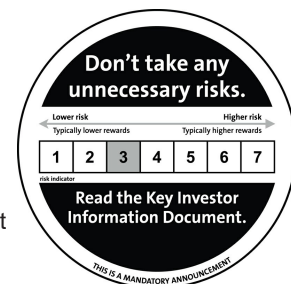 Don't take any
unnecessary risks.
Lower risk Higher risk
Typically lower rewards Typically higher rewards
1 2 3 4 5 6 7
risk indicator
Read the Key Investor
Information Document.
t
THIS IS A MANDATORY ANNOUNCEMENT